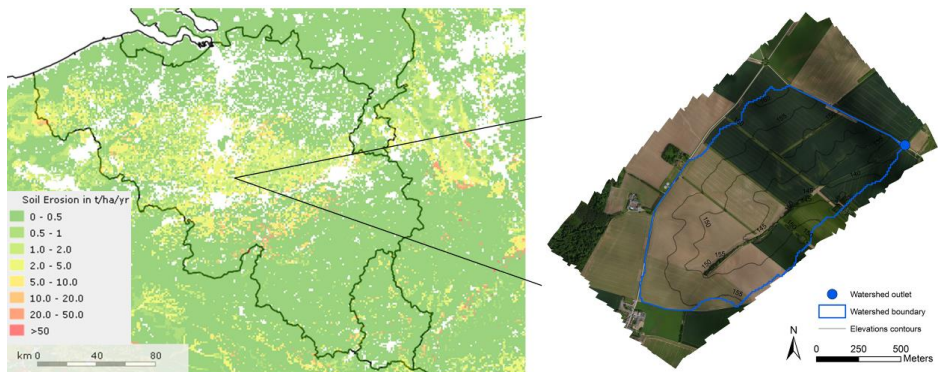 Soil Erosion in t/ha/yr
0 - 0.5
0.5 - 1
1.0 - 2.0
2.0 - 5.0
5.0 - 10.0
10.0 - 20.0
20.0 - 50.0
>50
km 0 40 80
145
150
150
155
155
Watershed outlet
Watershed boundary
Elevations contours
N
0 250 500
Meters